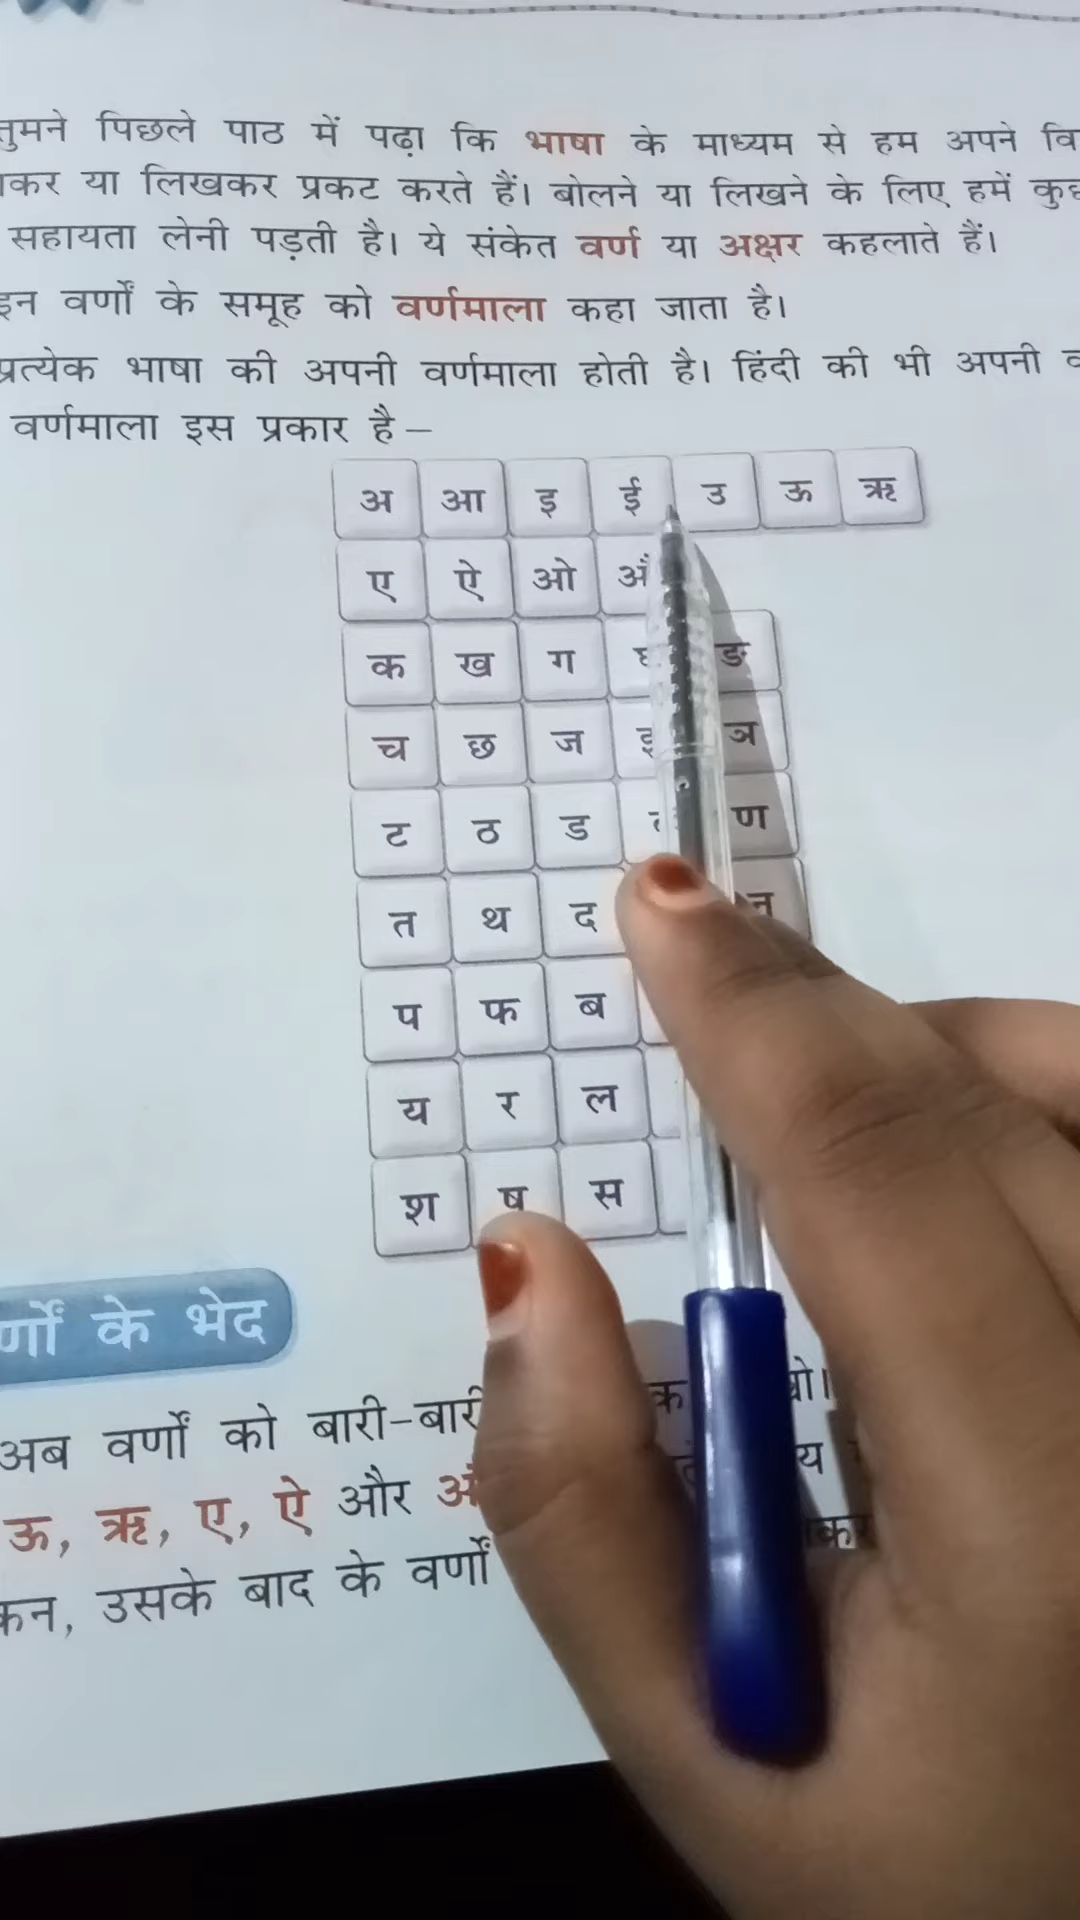 तुमने पिछले पाठ में पढ़ा कि भाषा के माध्यम से हम अपने
या लिखकर प्रकट करते हैं। बोलने या लिखने के लिए हमें
सहायता लेनी पड़ती है। ये संकेत वर्ण या अक्षर कहलाते हैं।
इन वर्णों के समूह को वर्णमाला कहा जाता है।
प्रत्येक भाषा की अपनी वर्णमाला होती है। हिंदी की भी अपनी
वर्णमाला इस प्रकार है –
अ आ इ ई उ ऊ ऋ
ए ऐ ओ
क ख ग ङ
च छ ज ञ
ट ठ ड ण
त थ द न
प फ ब
य र ल
श ष स
के भेद
अब वर्णों को बारी-बारी
ऊ, ऋ, ए, ऐ और
उसके बाद के वर्णों